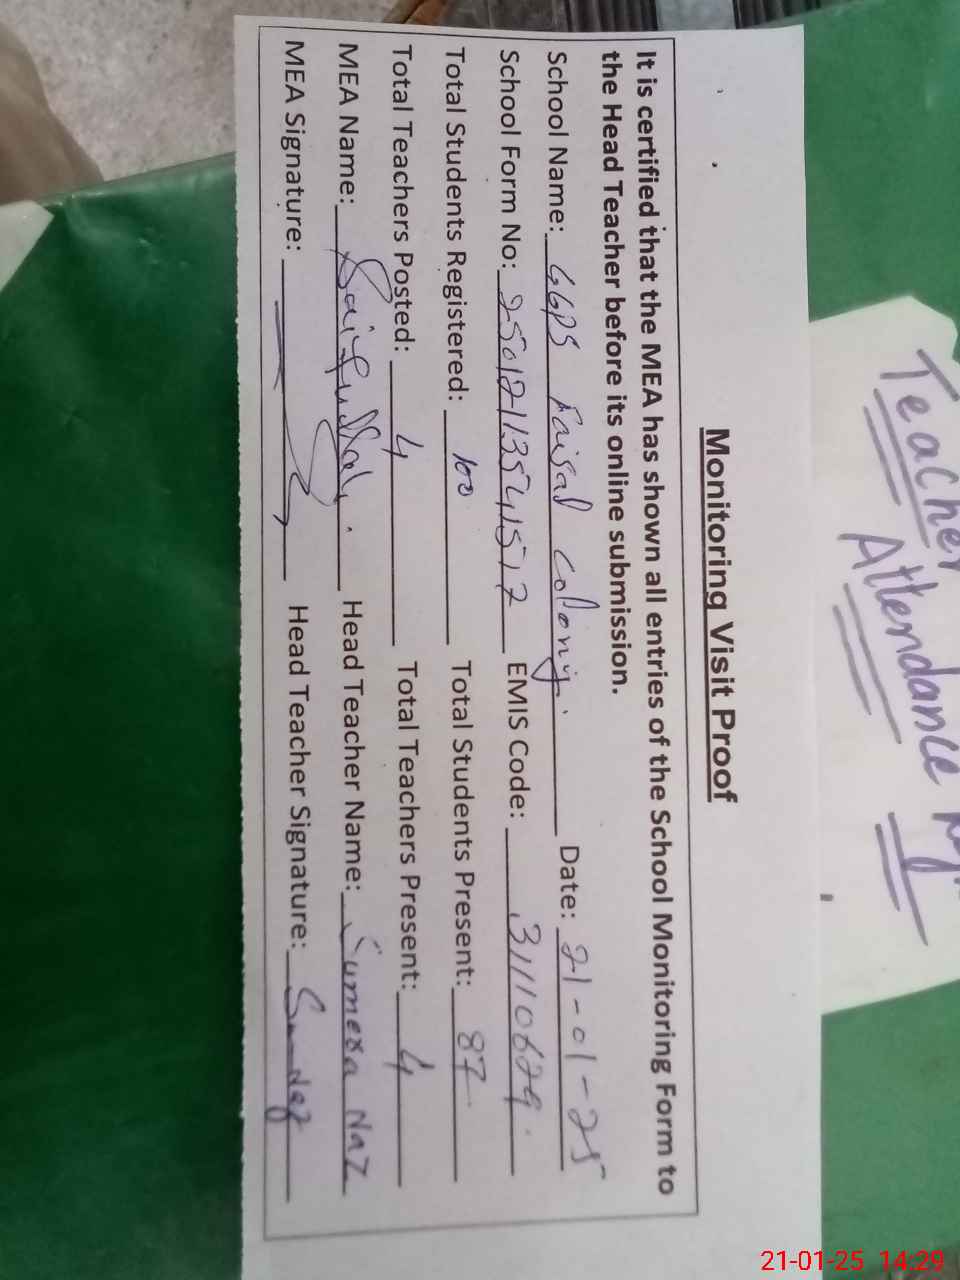 Monitoring Visit Proof
It is certified that the MEA has shown all entries of the School Monitoring Form to
the Head Teacher before its online submission.
School Name: GGPS Faisal Colony. Date: 21-01-25
School Form No: EMIS Code: 31110629
Total Students Registered: 100 Total Students Present: 87
Total Teachers Posted: 4 Total Teachers Present: 4
MEA Name: Saifullah. Head Teacher Name: Sumera Naz
MEA Signature: Head Teacher Signature: Naz
Teacher
Attendance
21-01-25 14:29